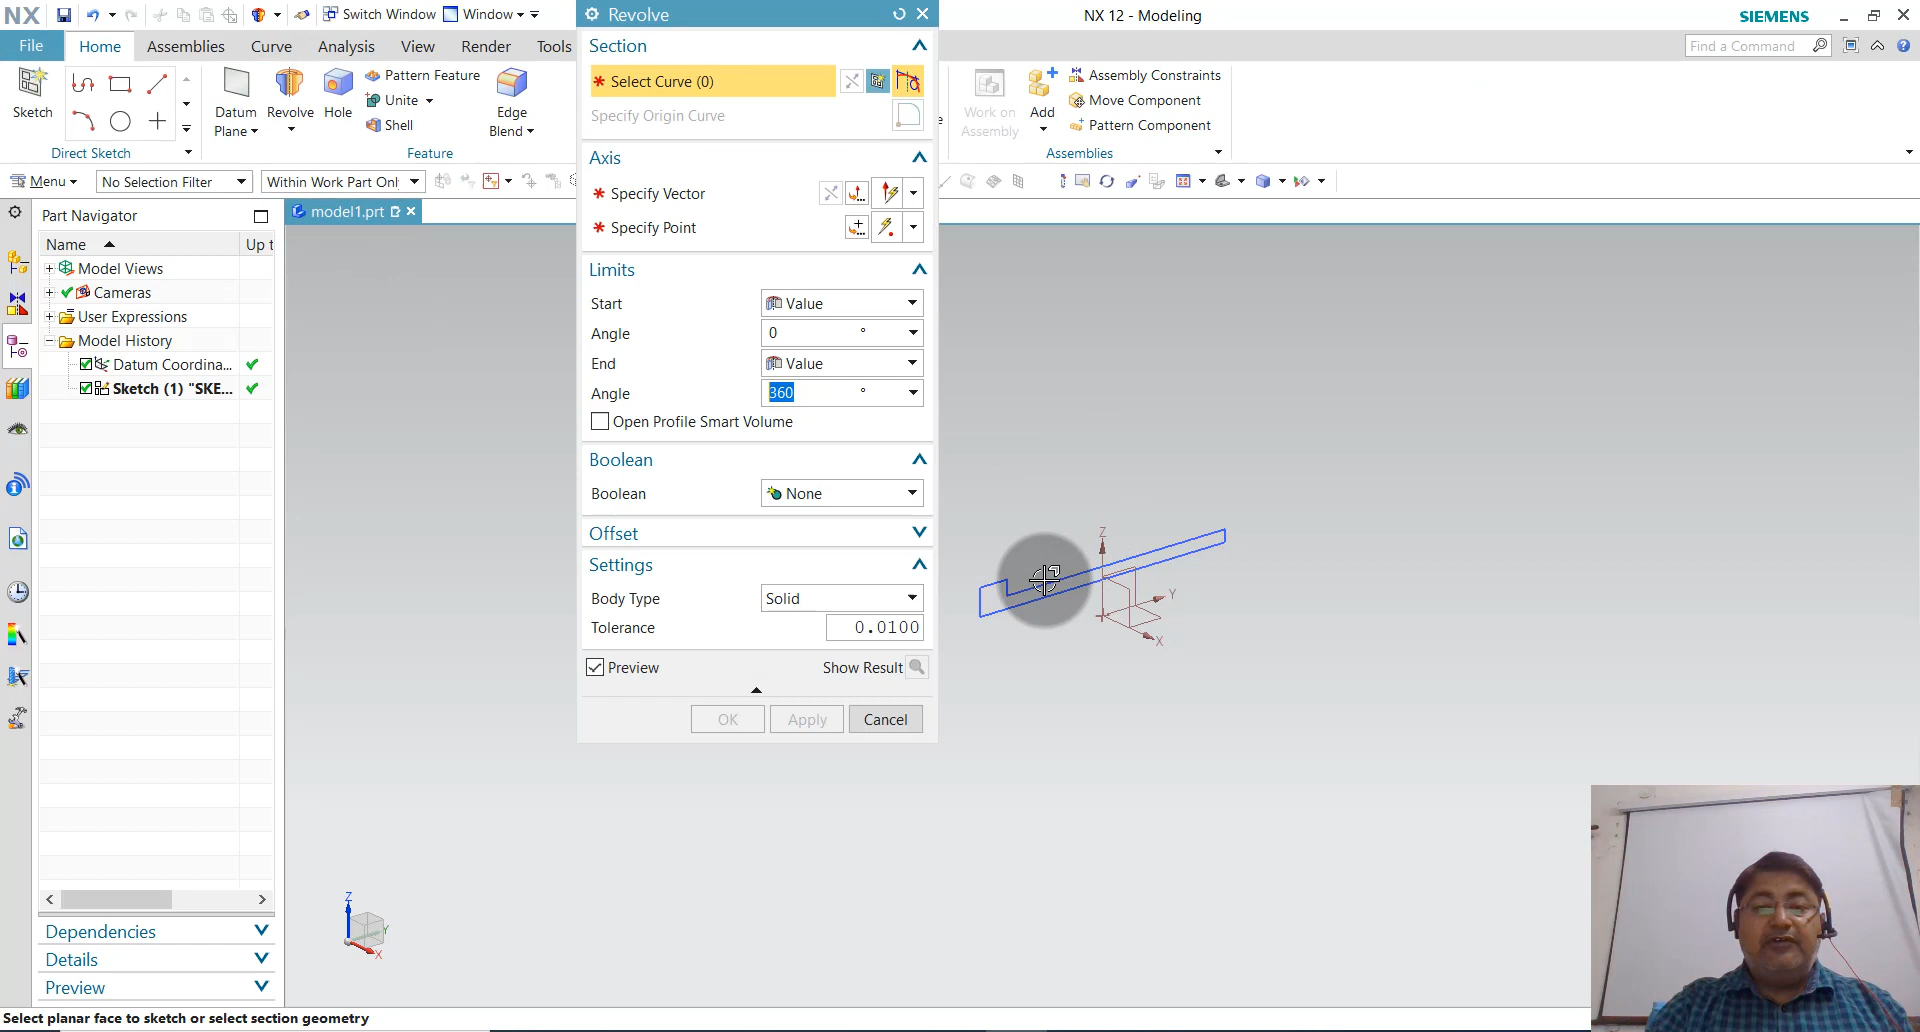 NX
Switch Window
Window
Revolve
NX 12 - Modeling
SIEMENS
File
Home
Assemblies
Curve
Analysis
View
Render
Tools
Find a Command
Sketch
Direct Sketch
Datum
Plane
Revolve
Hole
Pattern Feature
Unite
Shell
Edge
Blend
Feature
Work on
Assembly
Add
Assembly Constraints
Move Component
Pattern Component
Assemblies
Menu
No Selection Filter
Within Work Part Onl
Part Navigator
Name
Up t
Model Views
Cameras
User Expressions
Model History
Datum Coordina...
Sketch (1) "SKE...
Dependencies
Details
Preview
model1.prt
Section
* Select Curve (0)
Specify Origin Curve
Axis
* Specify Vector
* Specify Point
Limits
Start
Value
Angle
0
°
End
Value
Angle
360
°
Open Profile Smart Volume
Boolean
Boolean
None
Offset
Settings
Body Type
Solid
Tolerance
0.0100
Preview
Show Result
OK
Apply
Cancel
Z
Y
X
Z
Y
X
Select planar face to sketch or select section geometry